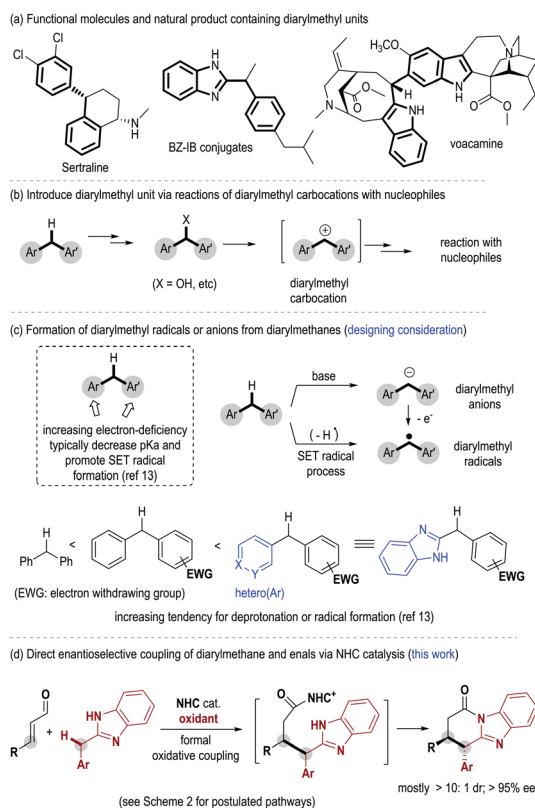 (a) Functional molecules and natural product containing diarylmethyl units
Cl
Cl
N
H
Sertraline
H
N
N
BZ-IB conjugates
H₃CO
N
N
H
O
O
O
O
N
H
N
H
voacamine
(b) Introduce diarylmethyl unit via reactions of diarylmethyl carbocations with nucleophiles
H
Ar Ar'
X
Ar Ar'
(X = OH, etc)
⊕
Ar Ar'
diarylmethyl
carbocation
reaction with
nucleophiles
(c) Formation of diarylmethyl radicals or anions from diarylmethanes (designing consideration)
H
Ar Ar'
increasing electron-deficiency
typically decrease pKa and
promote SET radical
formation (ref 13)
H
Ar Ar'
base
(- H•)
SET radical
process
⊖
Ar Ar'
diarylmethyl
anions
- e⁻
•
Ar Ar'
diarylmethyl
radicals
H
Ph Ph
<
H
EWG
<
H
X
Y
EWG
hetero(Ar)
H
N
NH
EWG
(EWG: electron withdrawing group)
increasing tendency for deprotonation or radical formation (ref 13)
(d) Direct enantioselective coupling of diarylmethane and enals via NHC catalysis (this work)
O
R
+
HN
H
N
Ar
NHC cat.
oxidant
formal
oxidative coupling
O
NHC⁺
HN
R
N
Ar
O
N
R
N
Ar
mostly > 10: 1 dr; > 95% ee
(see Scheme 2 for postulated pathways)